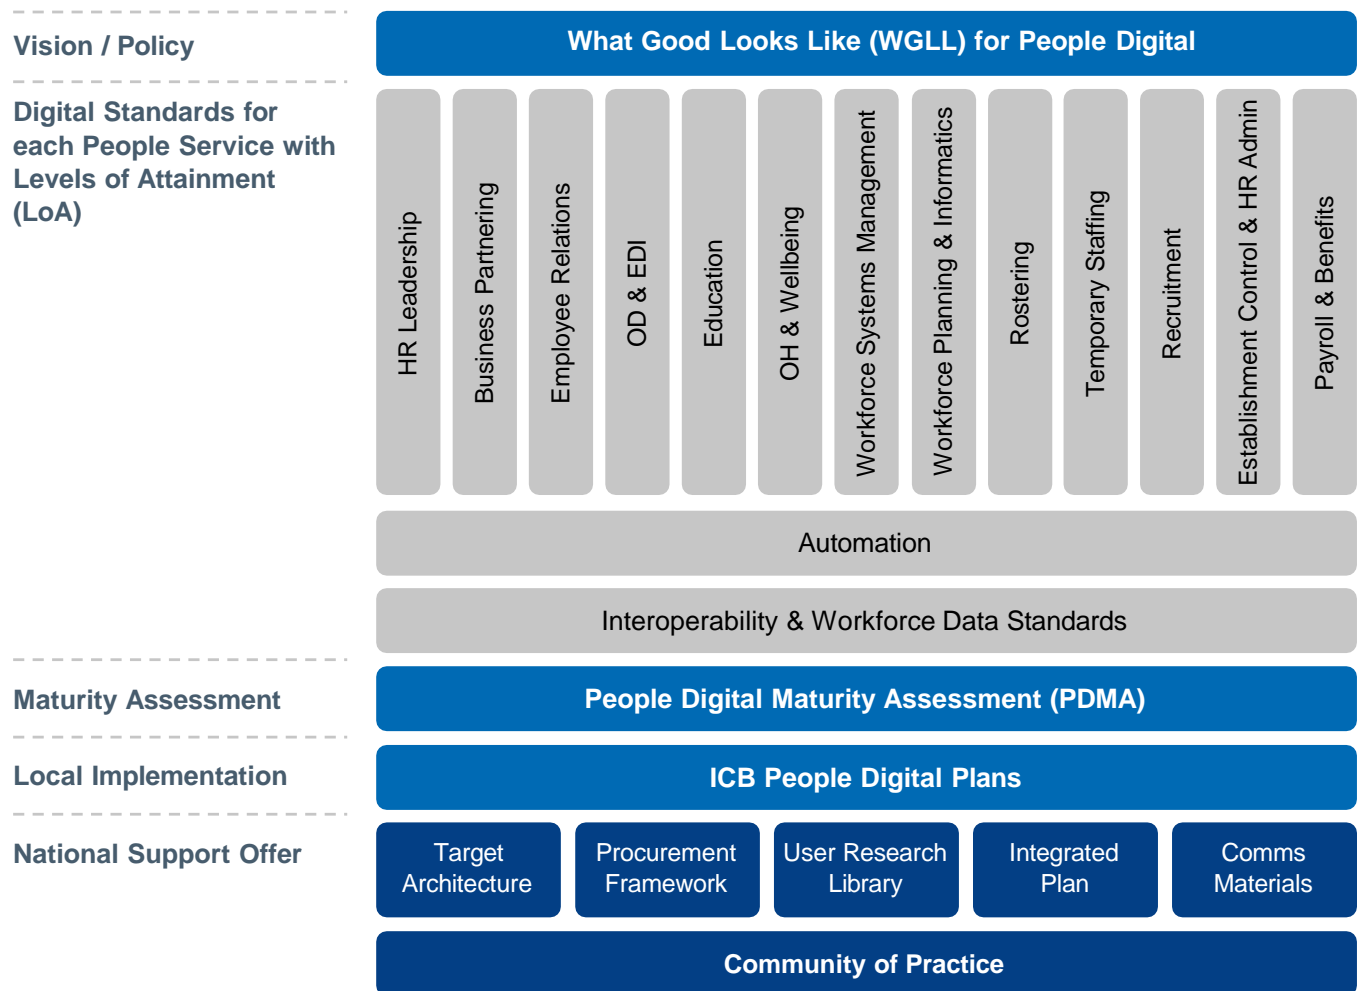 Vision / Policy
What Good Looks Like (WGLL) for People Digital
Digital Standards for
each People Service with
Levels of Attainment
(LoA)
HR Leadership
Business Partnering
Employee Relations
OD & EDI
Education
OH & Wellbeing
Workforce Systems Management
Workforce Planning & Informatics
Rostering
Temporary Staffing
Recruitment
Establishment Control & HR Admin
Payroll & Benefits
Automation
Interoperability & Workforce Data Standards
Maturity Assessment
People Digital Maturity Assessment (PDMA)
Local Implementation
ICB People Digital Plans
National Support Offer
Target
Architecture
Procurement
Framework
User Research
Library
Integrated
Plan
Comms
Materials
Community of Practice